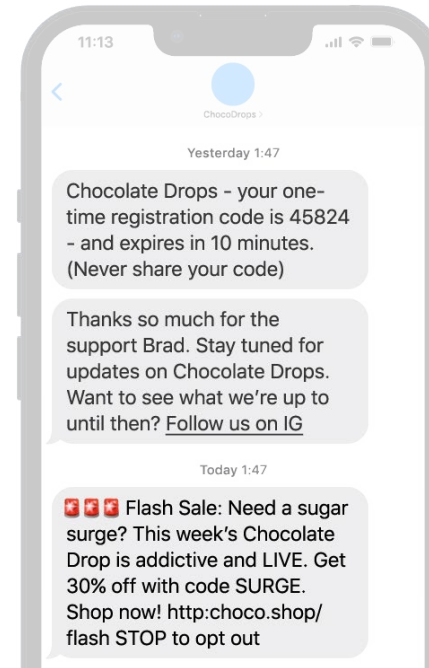 11:13
ChocoDrops >
Yesterday 1:47
Chocolate Drops - your one-
time registration code is 45824
- and expires in 10 minutes.
(Never share your code)
Thanks so much for the
support Brad. Stay tuned for
updates on Chocolate Drops.
Want to see what we're up to
until then? Follow us on IG
Today 1:47
🚨🚨🚨 Flash Sale: Need a sugar
surge? This week's Chocolate
Drop is addictive and LIVE. Get
30% off with code SURGE.
Shop now! http:choco.shop/
flash STOP to opt out